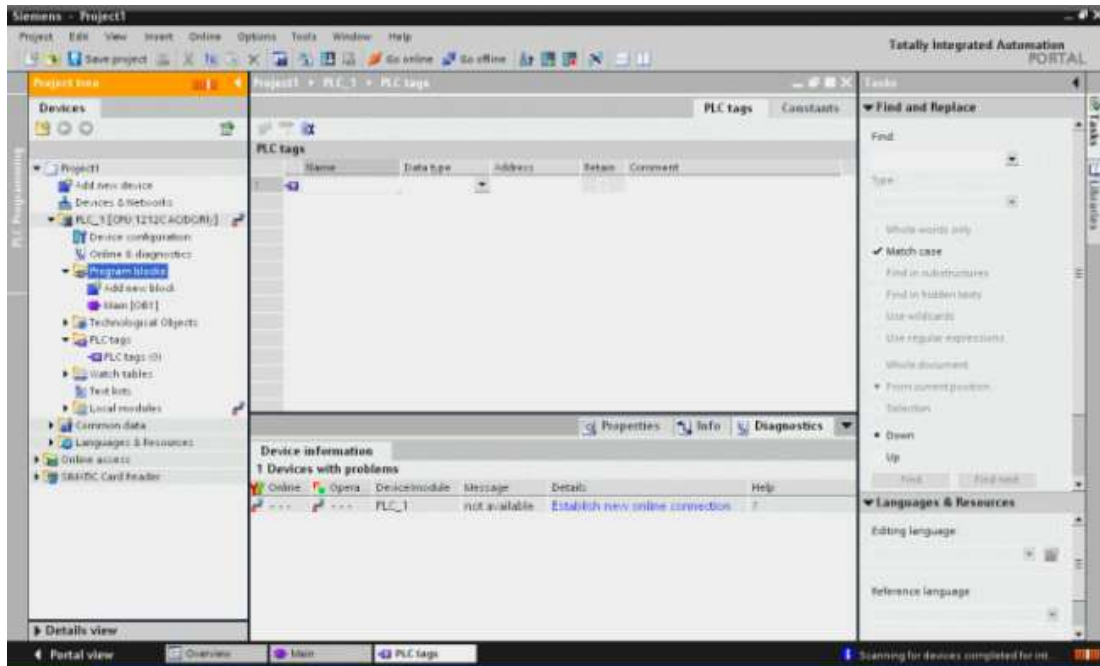 Siemens - Project1
Project Edit View Insert Online Options Tools Window Help
Totally Integrated Automation
PORTAL
Save project
Go online
Go offline
Project tree
Project1 PLC_1 PLC tags
Tasks
Devices
PLC tags
Constants
Find and Replace
PLC tags
Find:
Name
Data type
Address
Retain
Comment
1
Type:
Project1
Add new device
Devices & Networks
PLC_1 [CPU 1212C AC/DC/Rly]
Device configuration
Online & diagnostics
Program blocks
Add new block
Main [OB1]
Technological Objects
PLC tags
PLC tags (0)
Watch tables
Text lists
Local modules
Common data
Languages & Resources
Online access
SIMATIC Card Reader
Whole words only
Match case
Find in substructures
Find in hidden texts
Use wildcards
Use regular expressions
Whole document
From current position
Selection
Down
Up
Find
Find next
Properties
Info
Diagnostics
Device information
1 Devices with problems
Online
Opera
Device/module
Message
Details
Help
PLC_1
not available
Establish new online connection
?
Languages & Resources
Editing language:
Reference language:
Details view
Portal view
Overview
Main
PLC tags
Scanning for devices completed for int...
PLC Programming
Tasks
Libraries